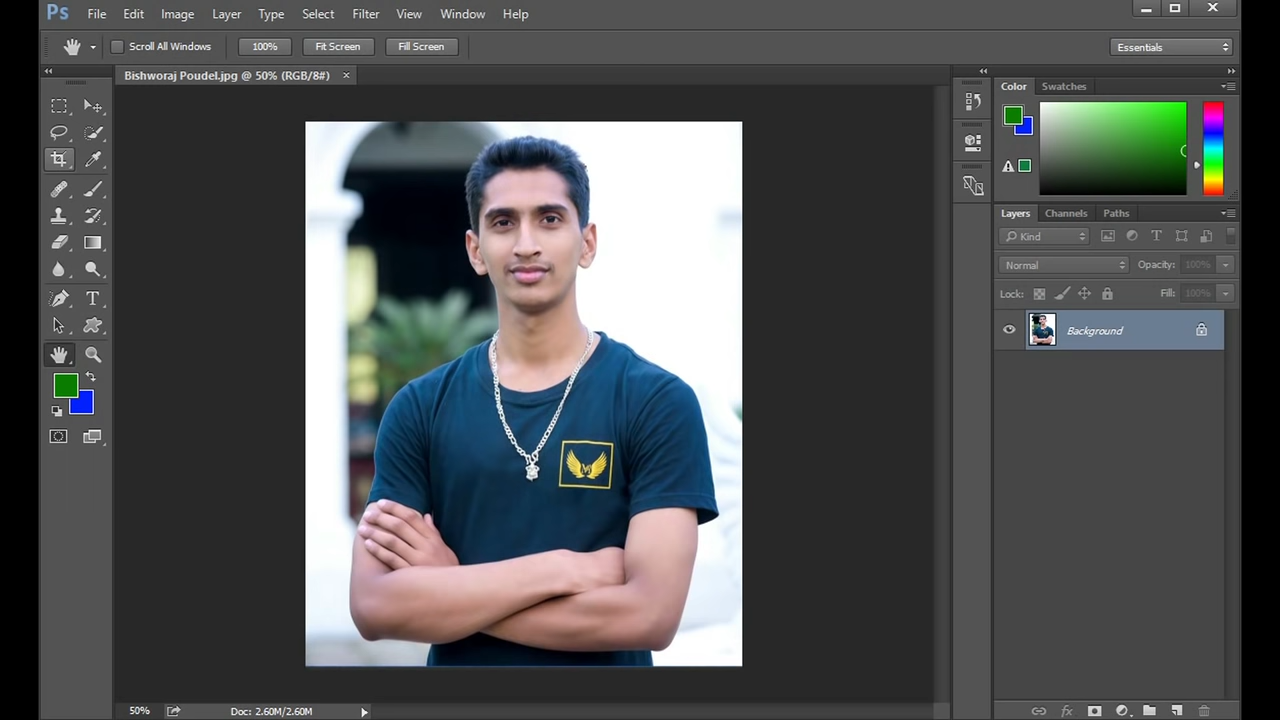 Ps File Edit Image Layer Type Select Filter View Window Help
Scroll All Windows 100% Fit Screen Fill Screen Essentials
Bishworaj Poudel.jpg @ 50% (RGB/8#)
Color Swatches
Layers Channels Paths
Kind
Normal Opacity: 100%
Lock: Fill: 100%
Background
50% Doc: 2.60M/2.60M